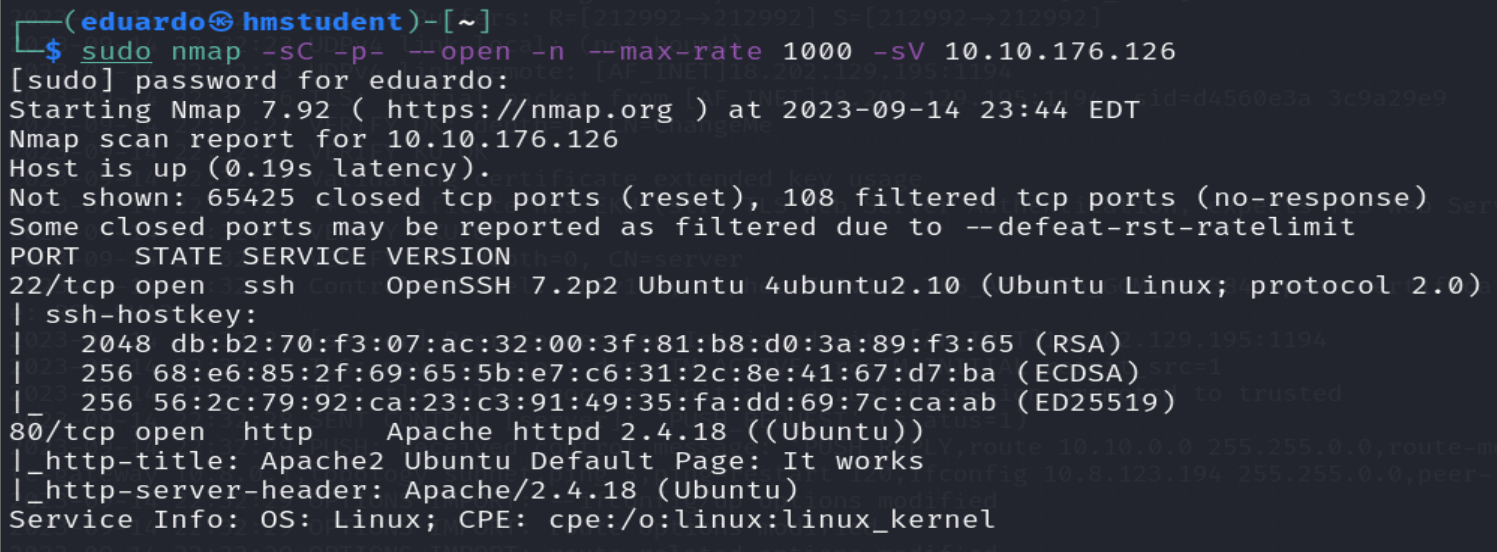 ┌──(eduardo㉿hmstudent)-[~]
└─$ sudo nmap -sC -p- --open -n --max-rate 1000 -sV 10.10.176.126
[sudo] password for eduardo:
Starting Nmap 7.92 ( https://nmap.org ) at 2023-09-14 23:44 EDT
Nmap scan report for 10.10.176.126
Host is up (0.19s latency).
Not shown: 65425 closed tcp ports (reset), 108 filtered tcp ports (no-response)
Some closed ports may be reported as filtered due to --defeat-rst-ratelimit
PORT   STATE SERVICE VERSION
22/tcp open  ssh     OpenSSH 7.2p2 Ubuntu 4ubuntu2.10 (Ubuntu Linux; protocol 2.0)
| ssh-hostkey:
|   2048 db:b2:70:f3:07:ac:32:00:3f:81:b8:d0:3a:89:f3:65 (RSA)
|   256 68:e6:85:2f:69:65:5b:e7:c6:31:2c:8e:41:67:d7:ba (ECDSA)
|_  256 56:2c:79:92:ca:23:c3:91:49:35:fa:dd:69:7c:ca:ab (ED25519)
80/tcp open  http    Apache httpd 2.4.18 ((Ubuntu))
|_http-title: Apache2 Ubuntu Default Page: It works
|_http-server-header: Apache/2.4.18 (Ubuntu)
Service Info: OS: Linux; CPE: cpe:/o:linux:linux_kernel